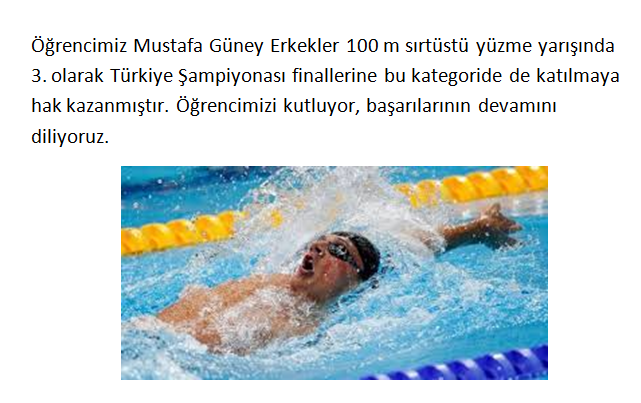 Öğrencimiz Mustafa Güney Erkekler 100 m sırtüstü yüzme yarışında
3. olarak Türkiye Şampiyonası finallerine bu kategoride de katılmaya
hak kazanmıştır. Öğrencimizi kutluyor, başarılarının devamını
diliyoruz.